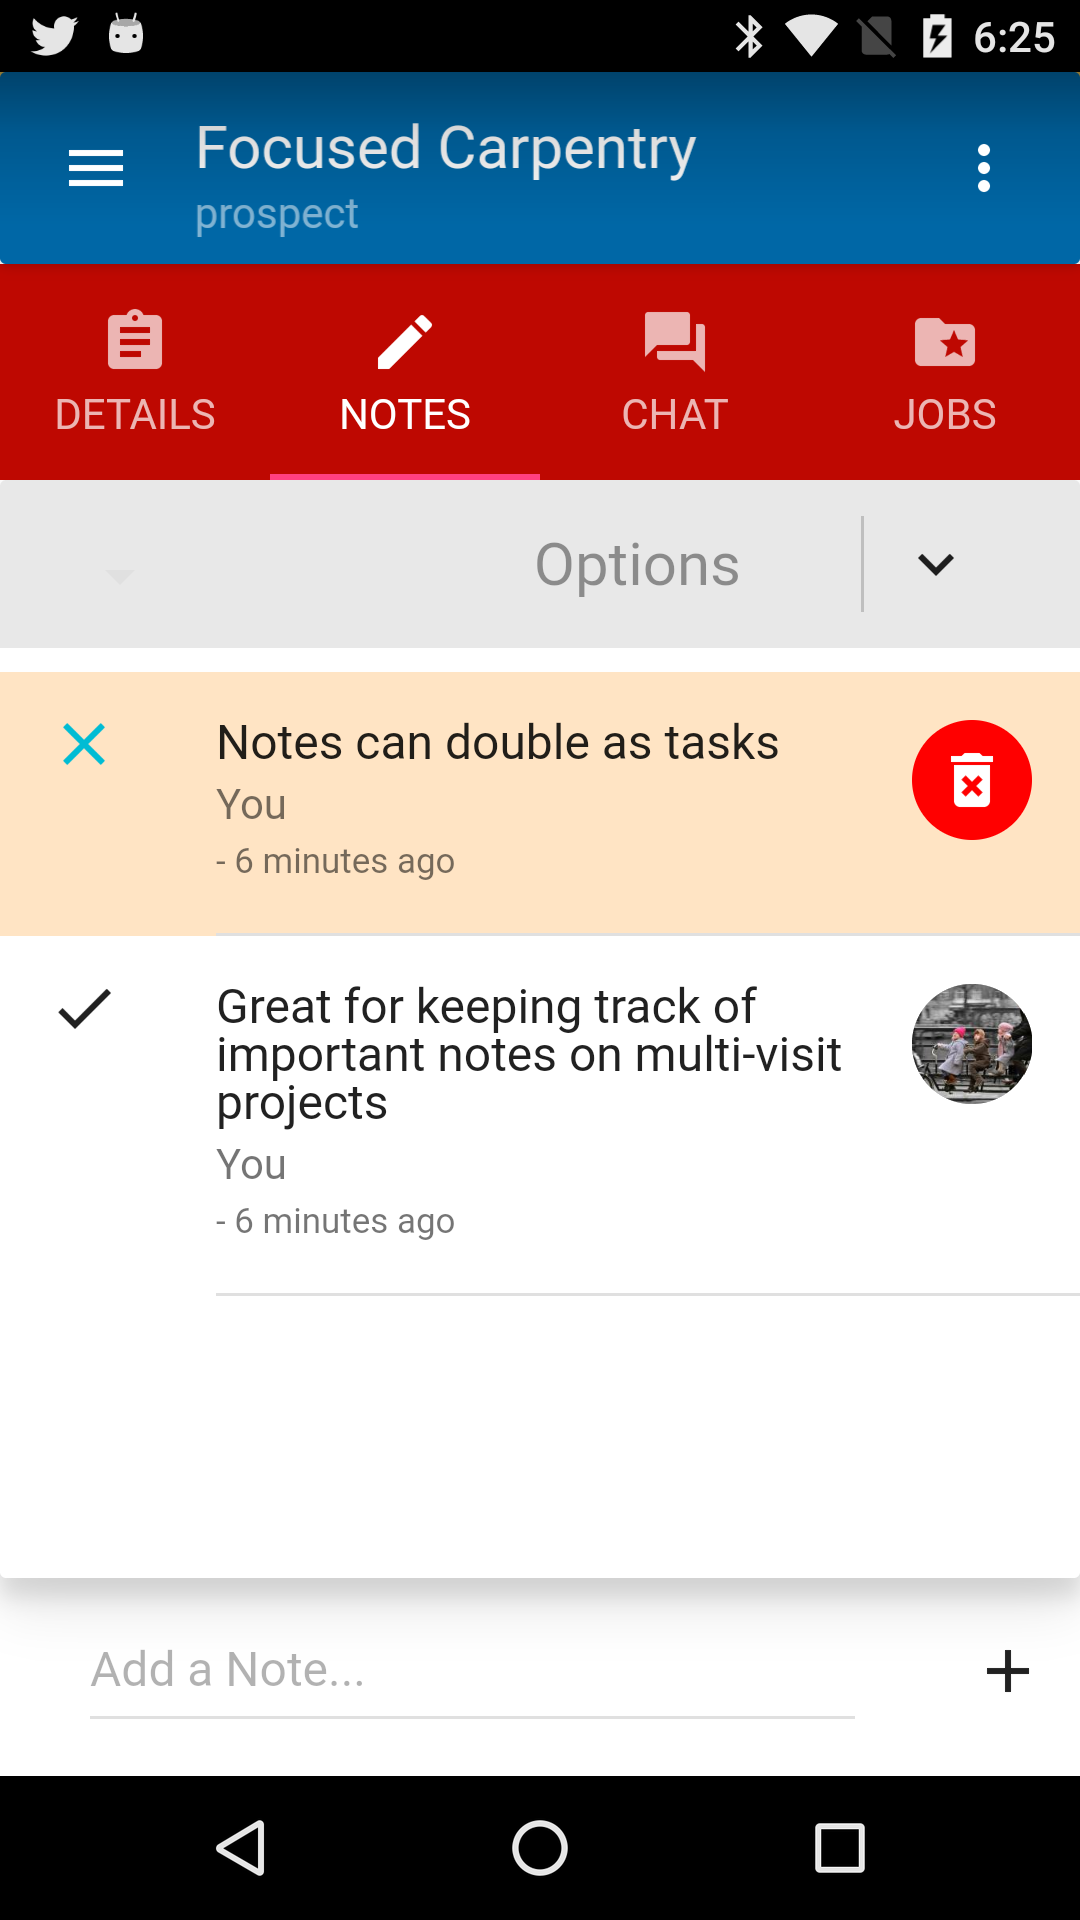 6:25
Focused Carpentry
prospect
DETAILS
NOTES
CHAT
JOBS
Options
Notes can double as tasks
You
- 6 minutes ago
Great for keeping track of
important notes on multi-visit
projects
You
- 6 minutes ago
Add a Note...